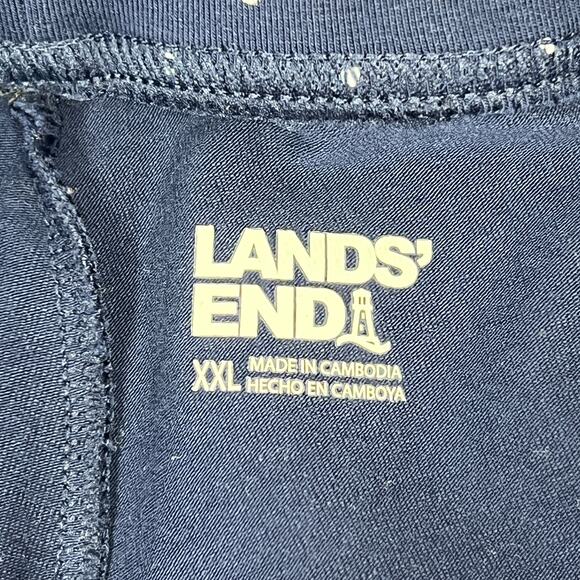 LANDS'
END
XXL MADE IN CAMBODIA
HECHO EN CAMBOYA